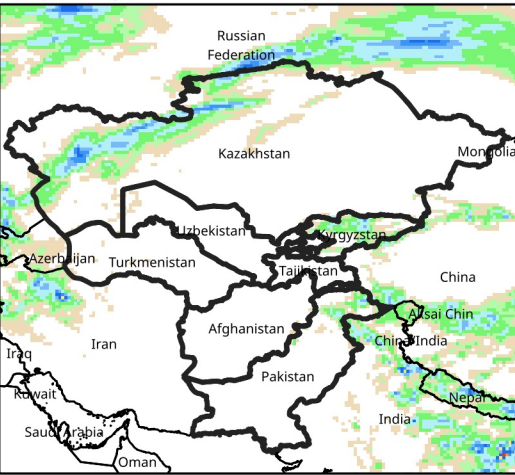 Russian
Federation
Kazakhstan
Mongolia
Uzbekistan
Kyrgyzstan
Azerbaijan
Turkmenistan
Tajikistan
China
Aksai Chin
Afghanistan
China/India
Iran
Iraq
Pakistan
Kuwait
Nepal
India
Saudi Arabia
Oman